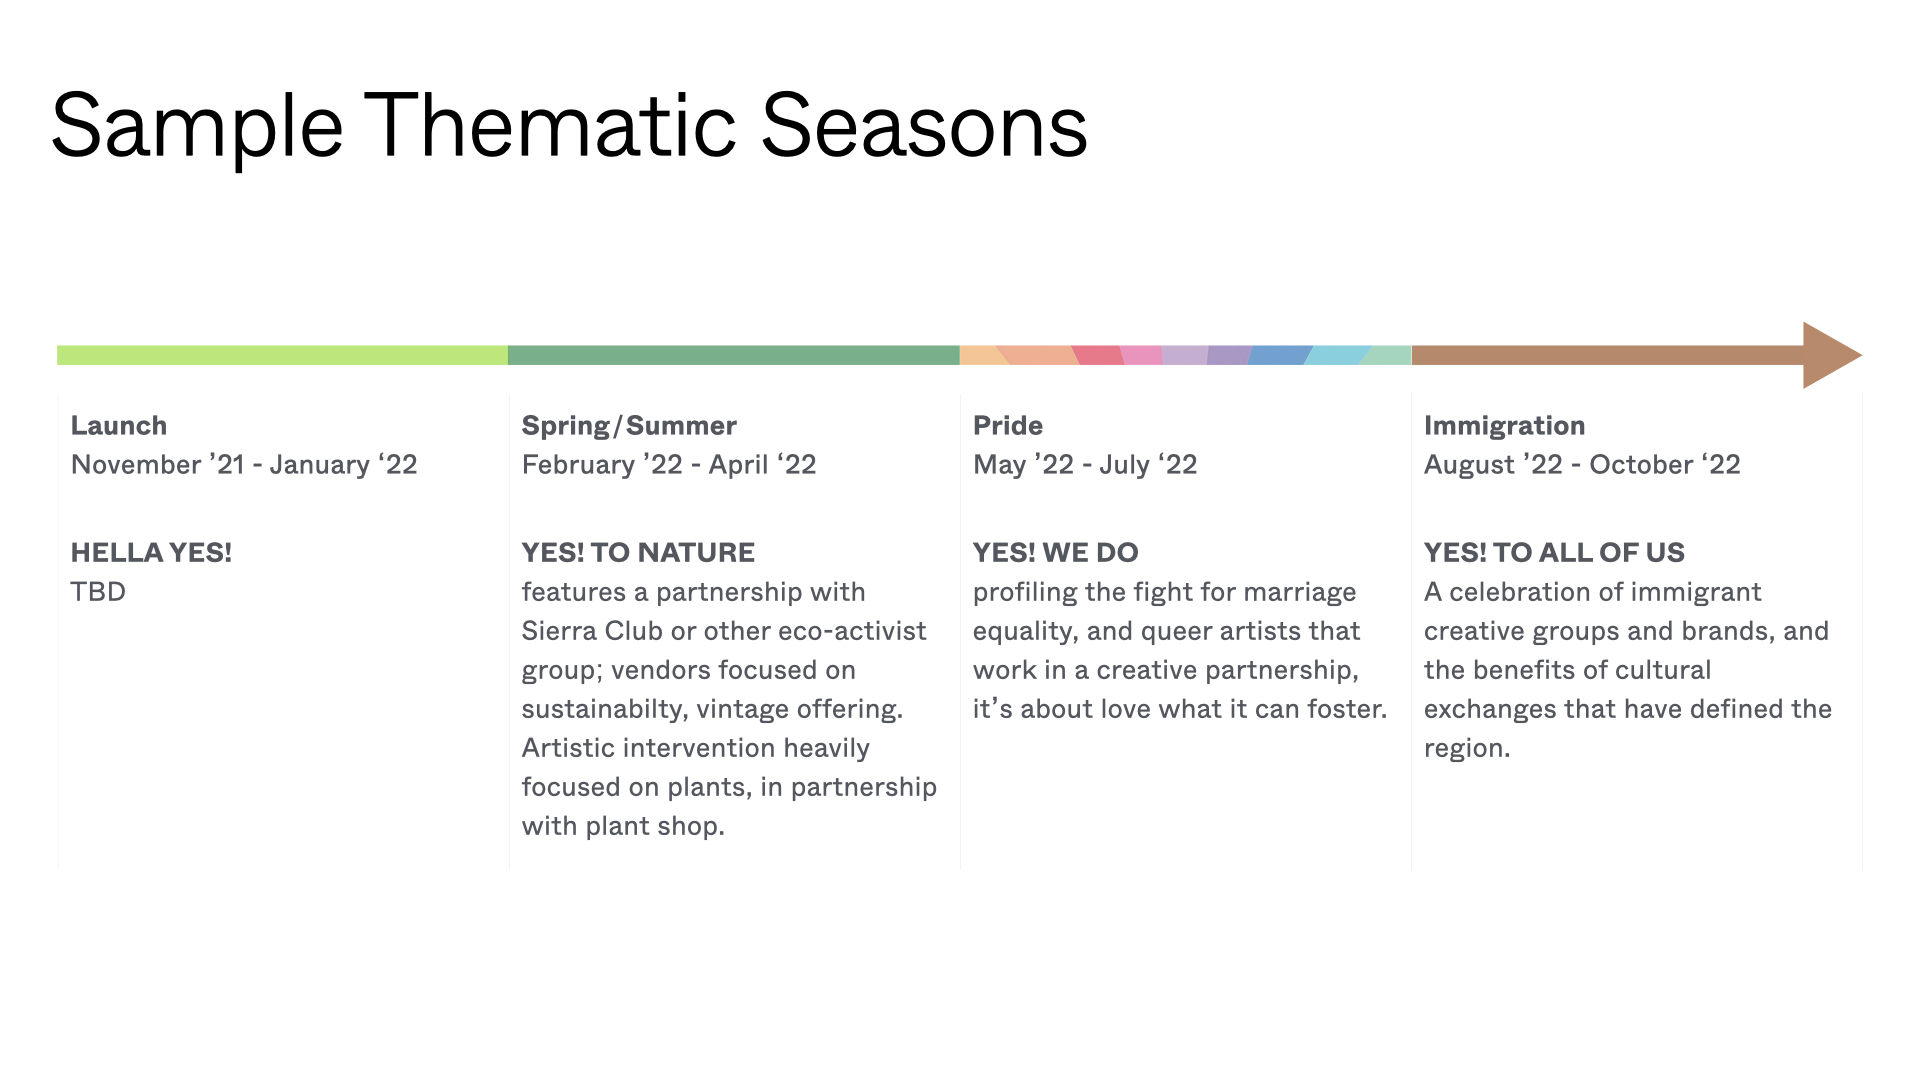 Sample Thematic Seasons
Launch
November ’21 - January ‘22
HELLA YES!
TBD
Spring/Summer
February ’22 - April ‘22
YES! TO NATURE
features a partnership with
Sierra Club or other eco-activist
group; vendors focused on
sustainabilty, vintage offering.
Artistic intervention heavily
focused on plants, in partnership
with plant shop.
Pride
May ’22 - July ‘22
YES! WE DO
profiling the fight for marriage
equality, and queer artists that
work in a creative partnership,
it’s about love what it can foster.
Immigration
August ’22 - October ‘22
YES! TO ALL OF US
A celebration of immigrant
creative groups and brands, and
the benefits of cultural
exchanges that have defined the
region.